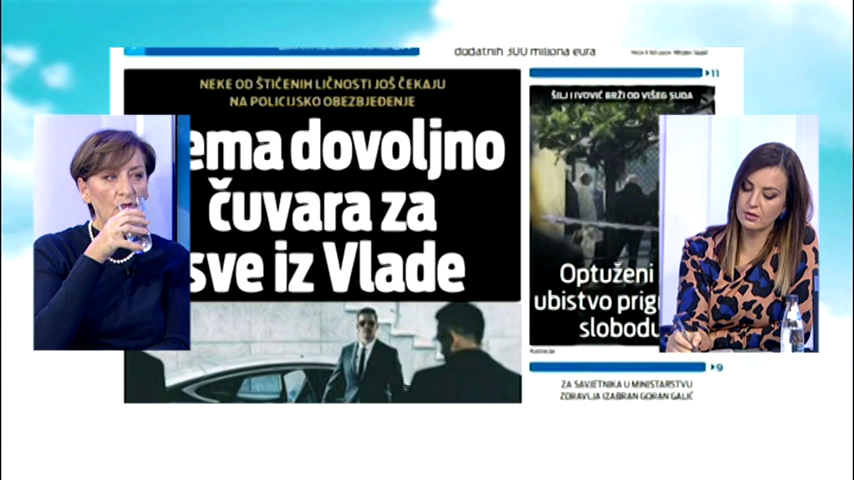 dodatnih 300 miliona eura
NEKE OD ŠTIĆENIH LIČNOSTI JOŠ ČEKAJU
NA POLICIJSKO OBEZBJEĐENJE
ema dovoljno
čuvara za
sve iz Vlade
11
ŠILJ I IVOVIĆ BRŽI OD VIŠEG SUDA
Optuženi
ubistvo prig
slobodu
Ilustracija
9
ZA SAVJETNIKA U MINISTARSTVU
ZDRAVLJA IZABRAN GORAN GALIĆ